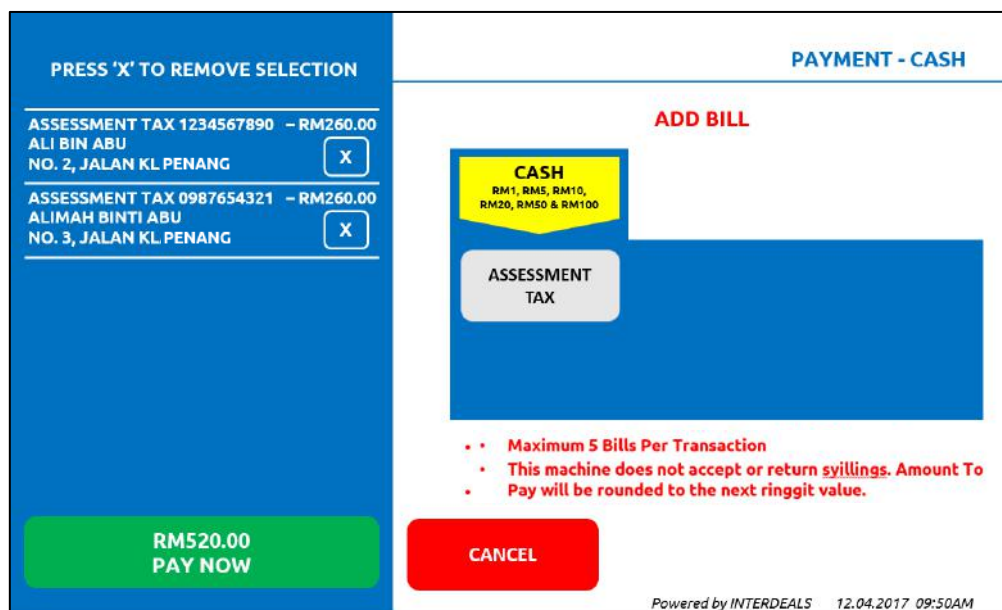 PRESS ‘X’ TO REMOVE SELECTION
ASSESSMENT TAX 1234567890 – RM260.00
ALI BIN ABU
NO. 2, JALAN KL PENANG
X
ASSESSMENT TAX 0987654321 – RM260.00
ALIMAH BINTI ABU
NO. 3, JALAN KL PENANG
X
RM520.00
PAY NOW
PAYMENT - CASH
ADD BILL
CASH
RM1, RM5, RM10,
RM20, RM50 & RM100
ASSESSMENT
TAX
• • Maximum 5 Bills Per Transaction
• This machine does not accept or return syillings. Amount To
• Pay will be rounded to the next ringgit value.
CANCEL
Powered by INTERDEALS 12.04.2017 09:50AM